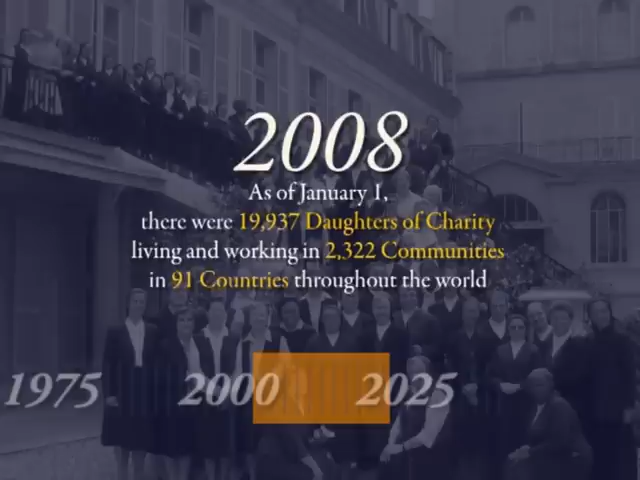 2008
As of January 1,
there were 19,937 Daughters of Charity
living and working in 2,322 Communities
in 91 Countries throughout the world
1975 2000 2025